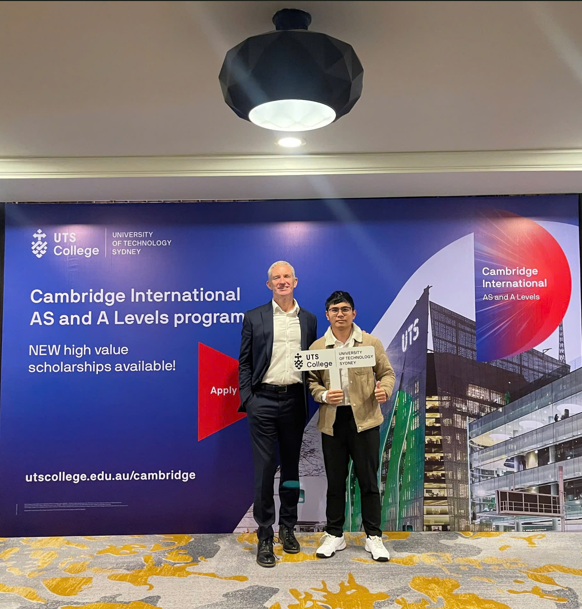 UTS
College
UNIVERSITY
OF TECHNOLOGY
SYDNEY
Cambridge International
AS and A Levels program
NEW high value
scholarships available!
Apply
utscollege.edu.au/cambridge
Cambridge
International
AS and A Levels
UTS
UTS
College
UNIVERSITY
OF TECHNOLOGY
SYDNEY